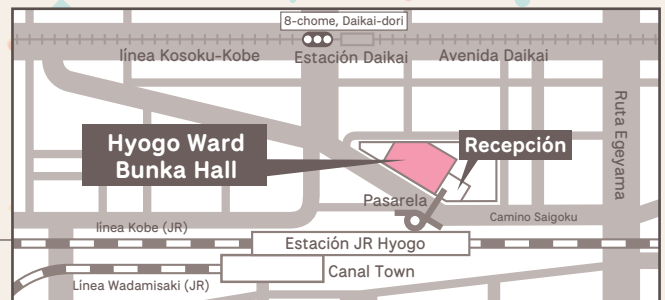 8-chome, Daikai-dori
línea Kosoku-Kobe
Estación Daikai
Avenida Daikai
Ruta Egeyama
Hyogo Ward
Bunka Hall
Recepción
Pasarela
Camino Saigoku
línea Kobe (JR)
Estación JR Hyogo
Canal Town
Línea Wadamisaki (JR)